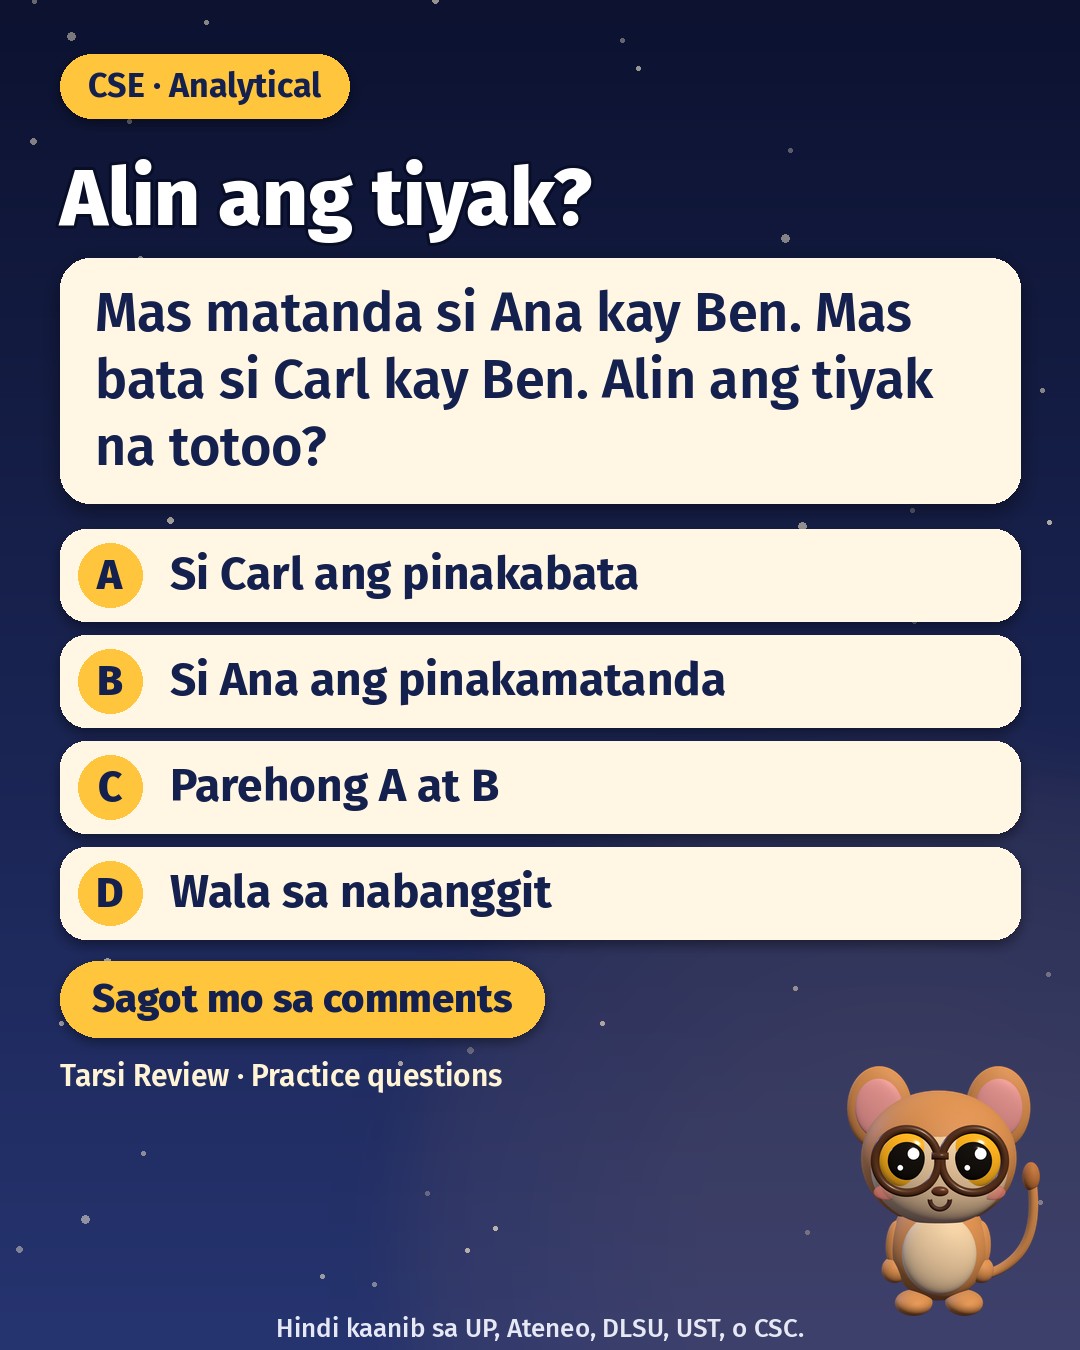 CSE · Analytical
Alin ang tiyak?
Mas matanda si Ana kay Ben. Mas
bata si Carl kay Ben. Alin ang tiyak
na totoo?
A Si Carl ang pinakabata
B Si Ana ang pinakamatanda
C Parehong A at B
D Wala sa nabanggit
Sagot mo sa comments
Tarsi Review · Practice questions
Hindi kaanib sa UP, Ateneo, DLSU, UST, o CSC.